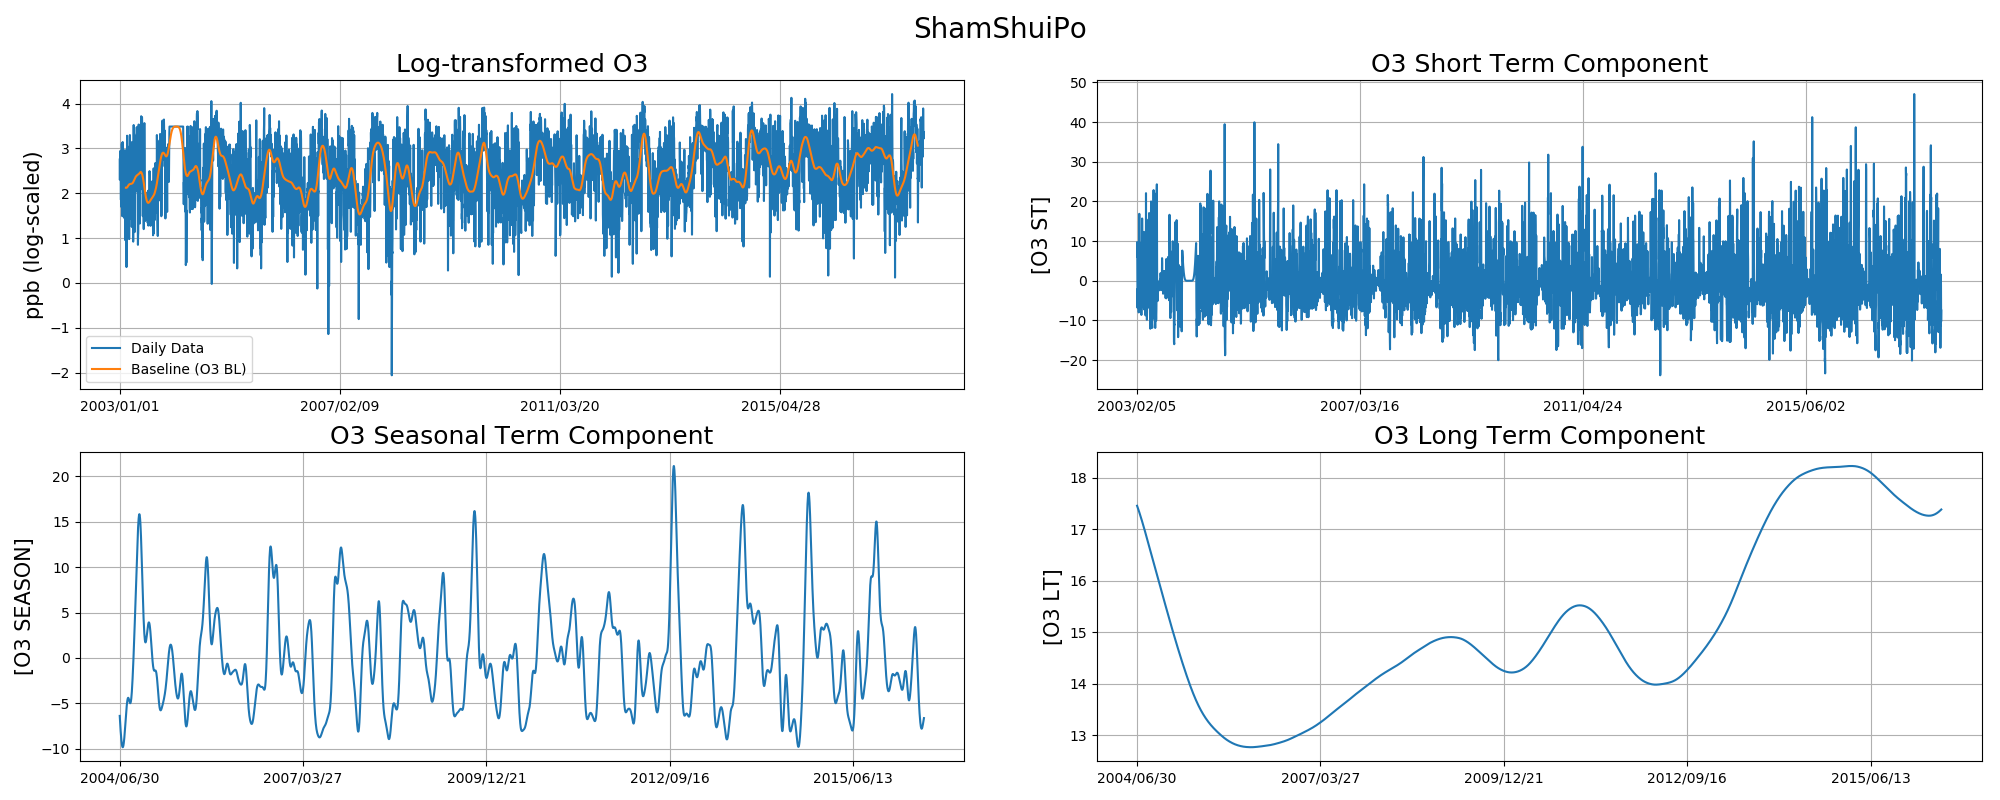 ShamShuiPo
Log-transformed O3
ppb (log-scaled)
4
3
2
1
0
−1
−2
Daily Data
Baseline (O3 BL)
2003/01/01 2007/02/09 2011/03/20 2015/04/28
O3 Short Term Component
[O3 ST]
50
40
30
20
10
0
−10
−20
2003/02/05 2007/03/16 2011/04/24 2015/06/02
O3 Seasonal Term Component
[O3 SEASON]
20
15
10
5
0
−5
−10
2004/06/30 2007/03/27 2009/12/21 2012/09/16 2015/06/13
O3 Long Term Component
[O3 LT]
18
17
16
15
14
13
2004/06/30 2007/03/27 2009/12/21 2012/09/16 2015/06/13